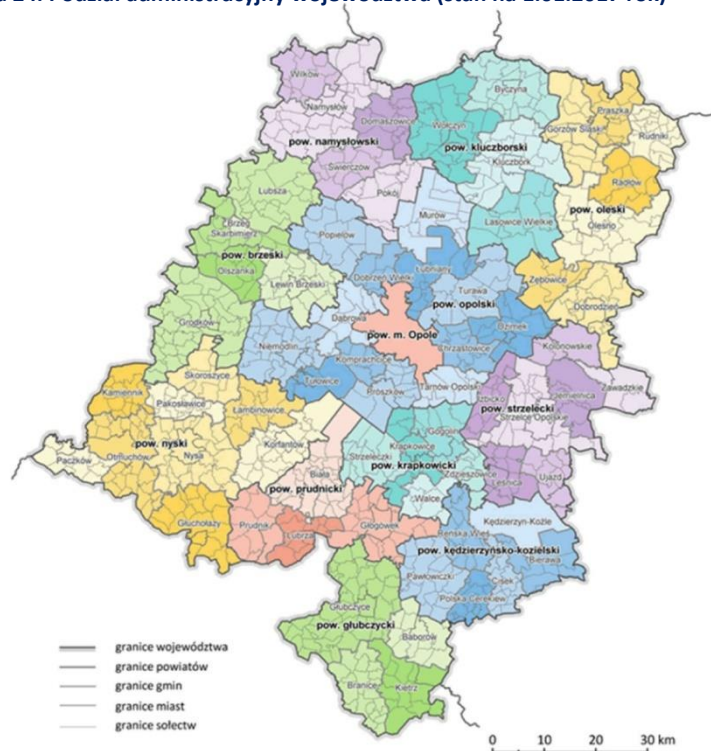 Podział administracyjny województwa (stan na
Wilków
Byczyna
Namysłów
Praszka
Domaszowice
Wołczyn
Gorzów Śląski
Rudniki
pow. namysłowski
pow. kluczborski
Kluczbork
Świerczów
Radłów
Lubsza
Pokój
pow. oleski
Murów
Lasowice Wielkie
Olesno
Brzeg
Skarbimierz
Popielów
pow. brzeski
Olszanka
Dobrzeń Wielki
Łubniany
Zębowice
Lewin Brzeski
Turawa
pow. opolski
Dobrodzień
Grodków
Dąbrowa
Ozimek
pow. m. Opole
Niemodlin
Chrząstowice
Kolonowskie
Komprachcice
Skoroszyce
Tułowice
Tarnów Opolski
Zawadzkie
Kamiennik
Prószków
Izbicko
Jemielnica
Pakosławice
Łambinowice
pow. strzelecki
Strzelce Opolskie
Gogolin
pow. nyski
Korfantów
Krapkowice
Paczków
Otmuchów
Nysa
Strzeleczki
pow. krapkowicki
Biała
Zdzieszowice
Ujazd
pow. prudnicki
Leśnica
Walce
Głuchołazy
Prudnik
Głogówek
Kędzierzyn-Koźle
Lubrza
Reńska Wieś
pow. kędzierzyńsko-kozielski
Bierawa
Pawłowiczki
Cisek
Głubczyce
Polska Cerekiew
pow. głubczycki
Baborów
Branice
Kietrz
granice województwa
granice powiatów
granice gmin
granice miast
granice sołectw
0 10 20 30 km